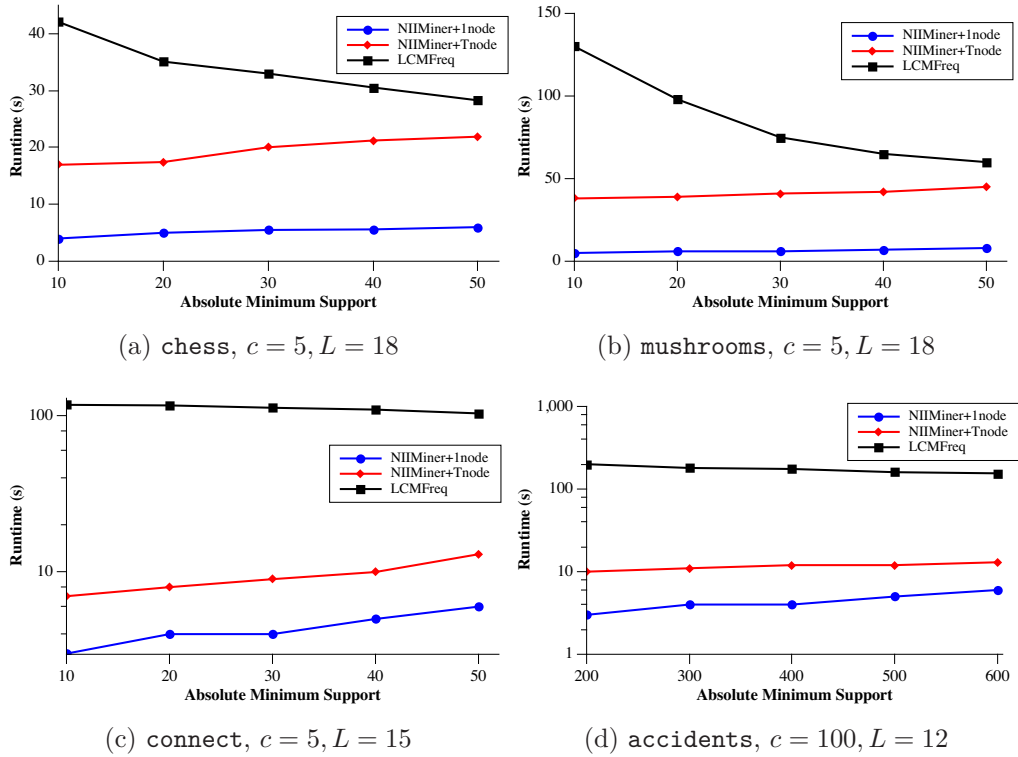 40
30
20
10
0
Runtime (s)
NIIMiner+1node
NIIMiner+Tnode
LCMFreq
10 20 30 40 50
Absolute Minimum Support
(a) chess, c = 5, L = 18
150
100
50
0
Runtime (s)
NIIMiner+1node
NIIMiner+Tnode
LCMFreq
10 20 30 40 50
Absolute Minimum Support
(b) mushrooms, c = 5, L = 18
100
10
Runtime (s)
NIIMiner+1node
NIIMiner+Tnode
LCMFreq
10 20 30 40 50
Absolute Minimum Support
(c) connect, c = 5, L = 15
1,000
100
10
1
Runtime (s)
NIIMiner+1node
NIIMiner+Tnode
LCMFreq
200 300 400 500 600
Absolute Minimum Support
(d) accidents, c = 100, L = 12